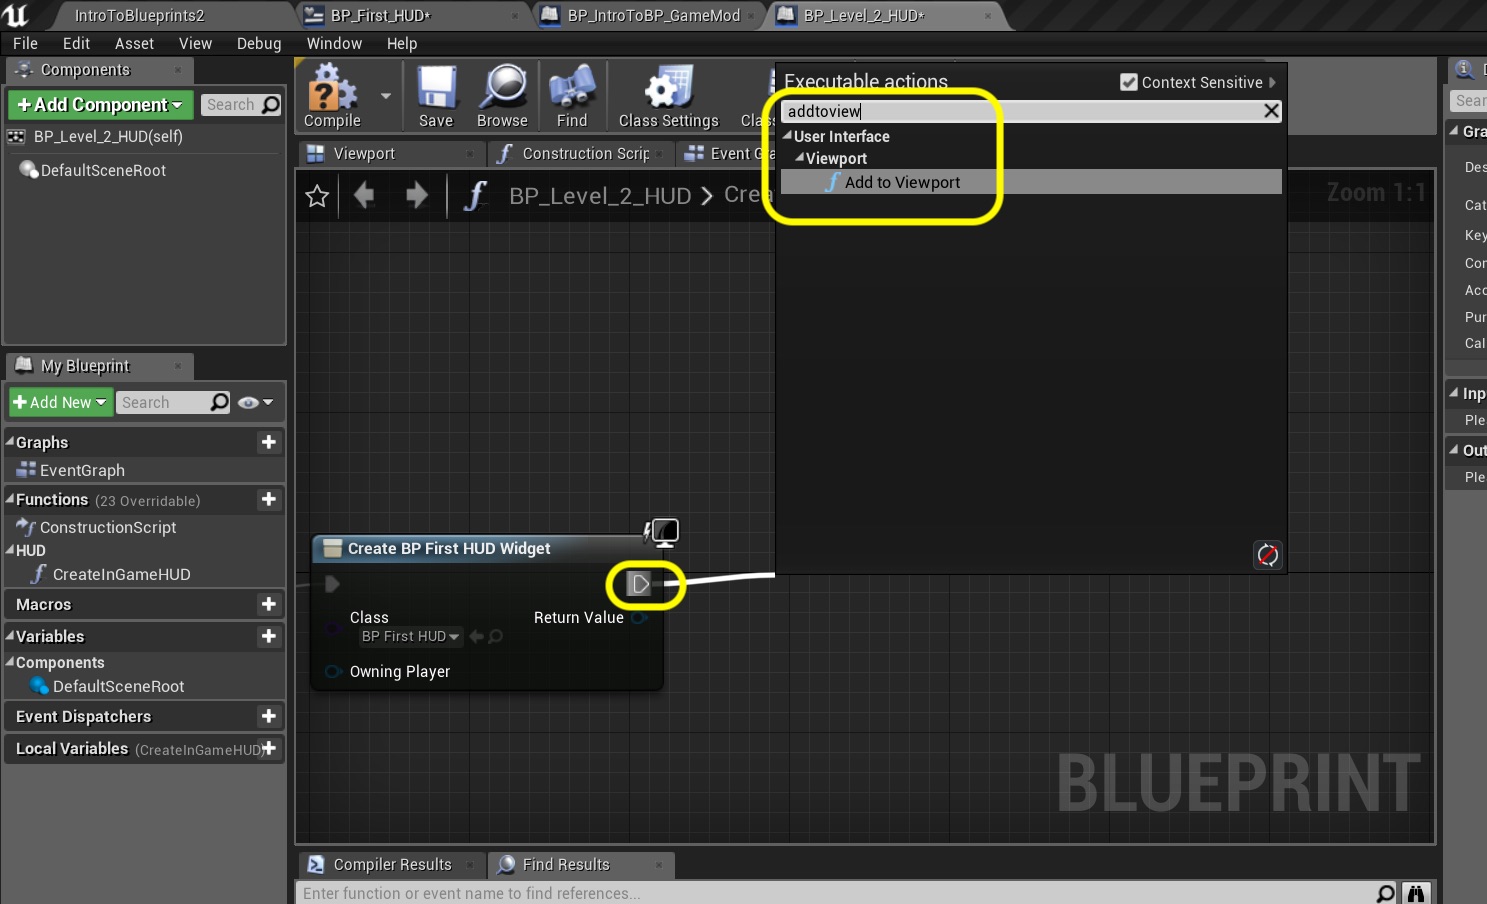 IntroToBlueprints2
BP_First_HUD*
BP_IntroToBP_GameMod
BP_Level_2_HUD*
File Edit Asset View Debug Window Help
Components
Add Component
Search
BP_Level_2_HUD(self)
DefaultSceneRoot
Compile
Save
Browse
Find
Class Settings
Clas
Viewport
Construction Scrip
Event Gra
BP_Level_2_HUD > Crea
Zoom 1:1
Executable actions
Context Sensitive
addtoview
User Interface
Viewport
Add to Viewport
My Blueprint
Add New
Search
Graphs
EventGraph
Functions (23 Overridable)
ConstructionScript
HUD
CreateInGameHUD
Macros
Variables
Components
DefaultSceneRoot
Event Dispatchers
Local Variables (CreateInGameHUD)
Create BP First HUD Widget
Class
BP First HUD
Return Value
Owning Player
BLUEPRINT
Compiler Results
Find Results
Enter function or event name to find references...
Sear
Gra
Des
Cat
Key
Con
Acc
Pur
Cal
Inp
Ple
Out
Ple